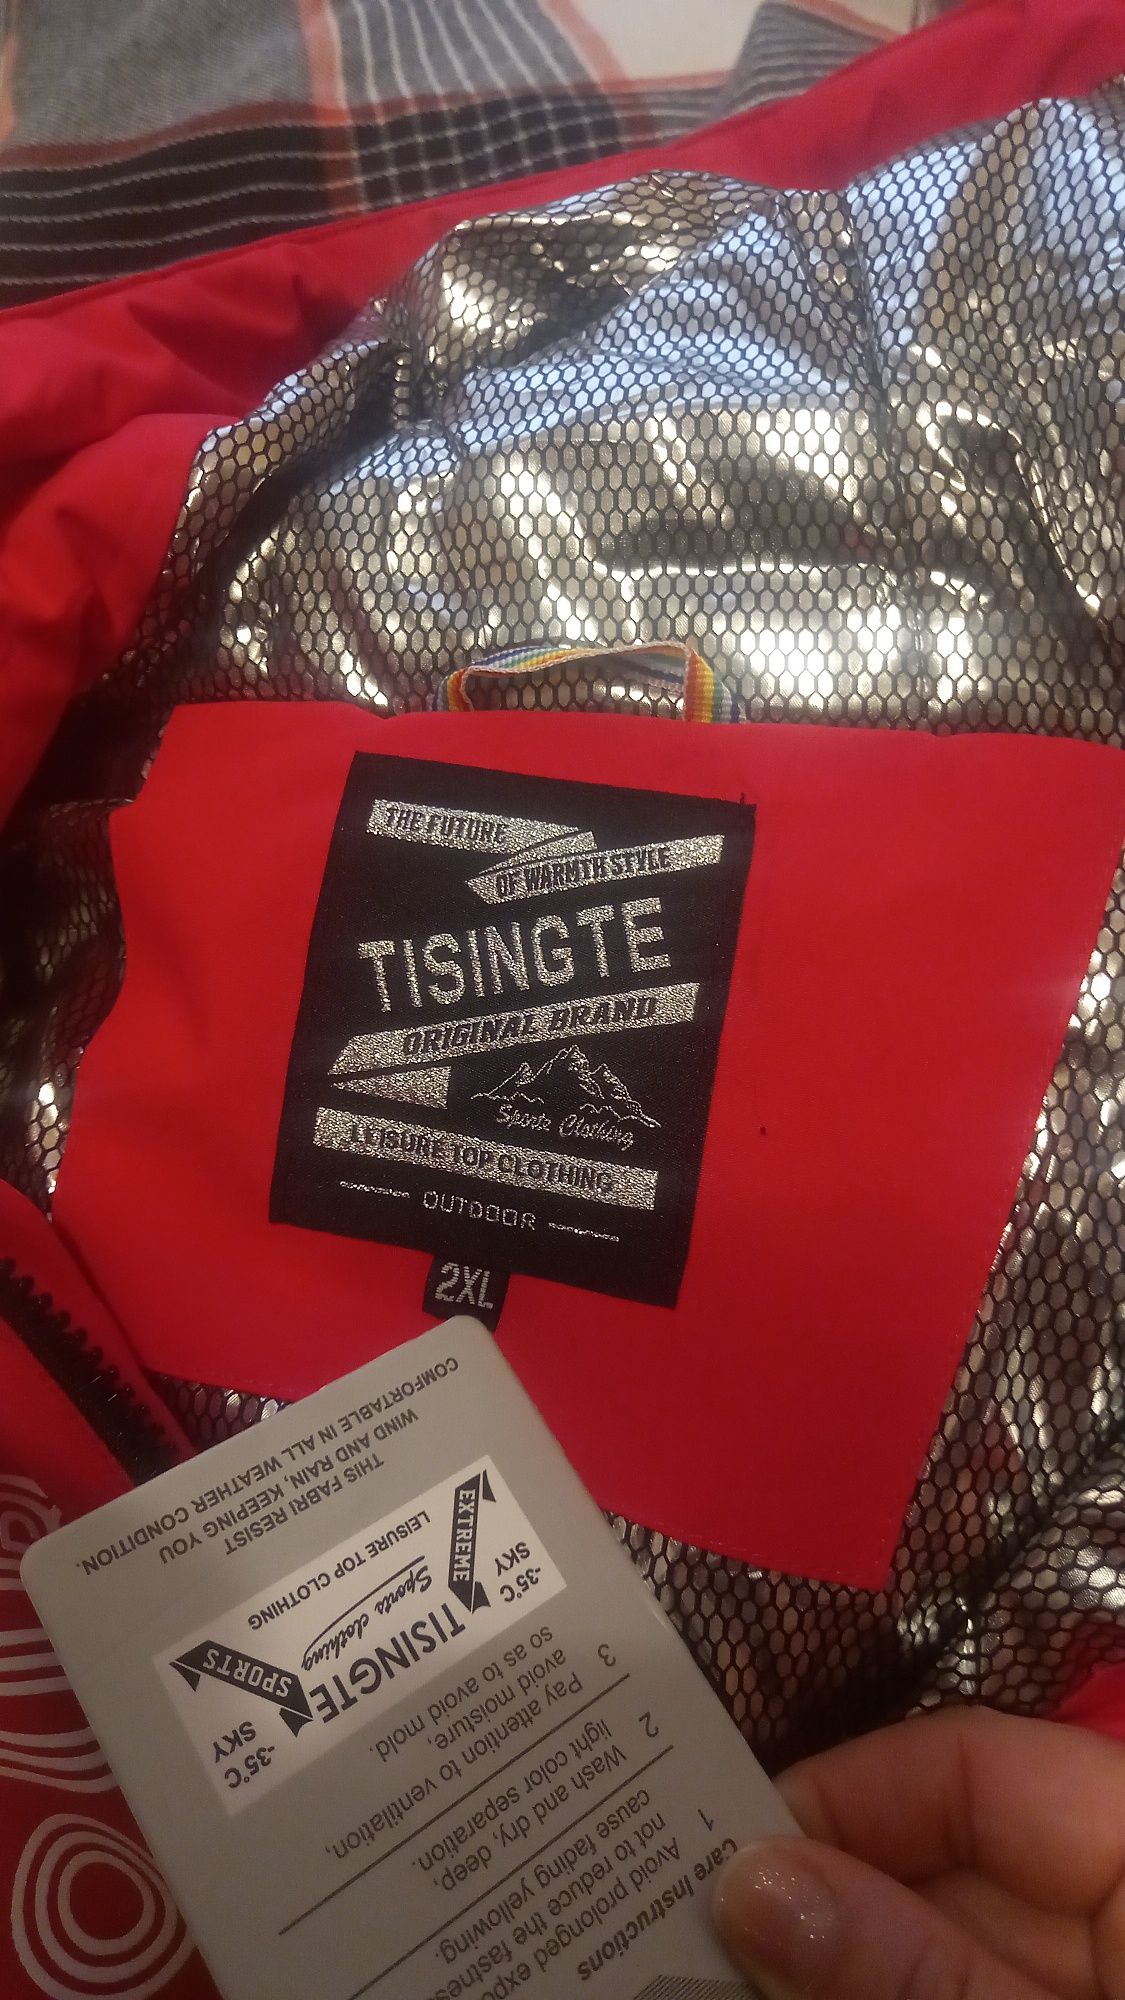 THE FUTURE
OF WARMTH STYLE
TISINGTE
ORIGINAL BRAND
Sports Clothing
LEISURE TOP CLOTHING
OUTDOOR
2XL
Care Instructions
1
Avoid prolonged
not to reduce the fastness
cause fading yellowing.
2
Wash and dry, deep,
light color separation.
3
Pay attention to ventilation,
avoid moisture,
so as to avoid mold.
-35°C
SKY
TISINGTE
SPORTS
EXTREME
Sports clothing
LEISURE TOP CLOTHING
-35°C
SKY
THIS FABRI RESIST
WIND AND RAIN, KEEPING YOU
COMFORTABLE IN ALL WEATHER CONDITION.